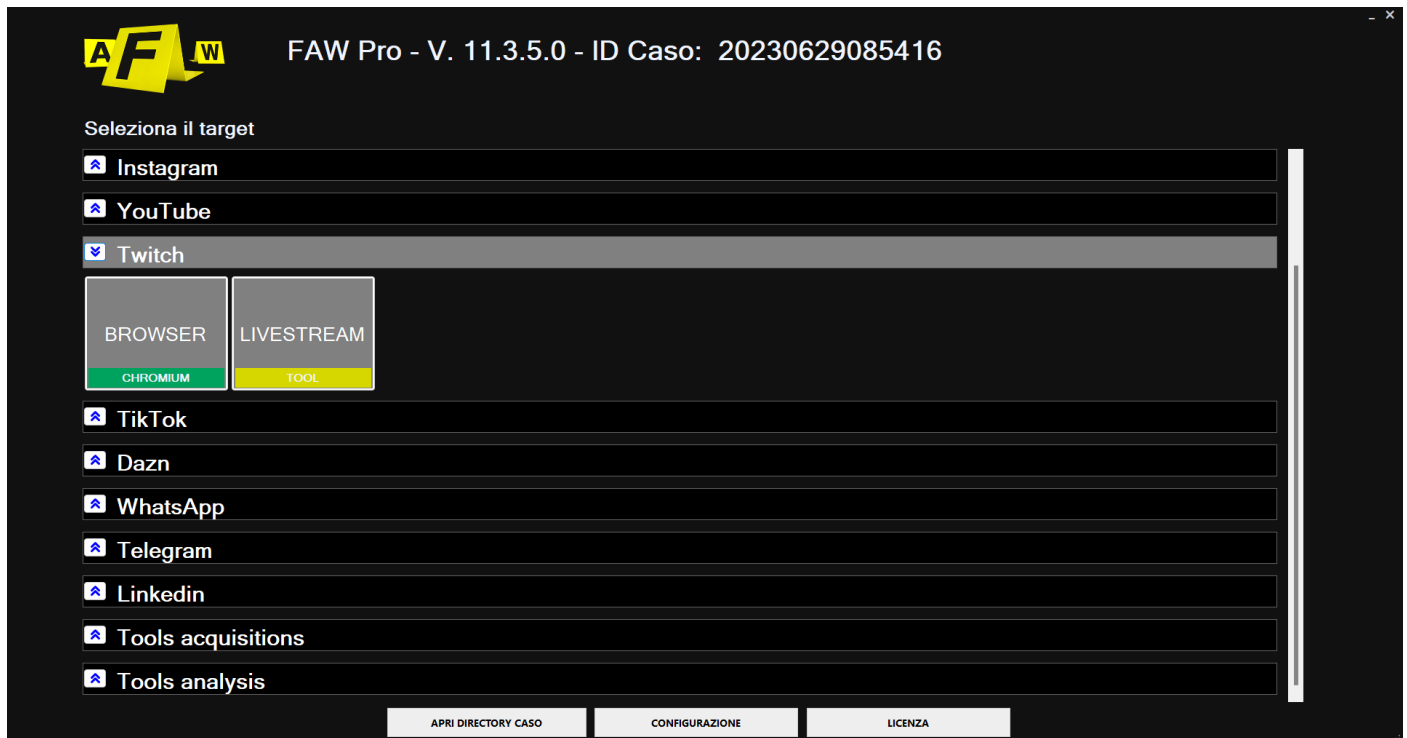 A F W
FAW Pro - V. 11.3.5.0 - ID Caso: 20230629085416
Seleziona il target
Instagram
YouTube
Twitch
BROWSER LIVESTREAM
CHROMIUM TOOL
TikTok
Dazn
WhatsApp
Telegram
Linkedin
Tools acquisitions
Tools analysis
APRI DIRECTORY CASO CONFIGURAZIONE LICENZA